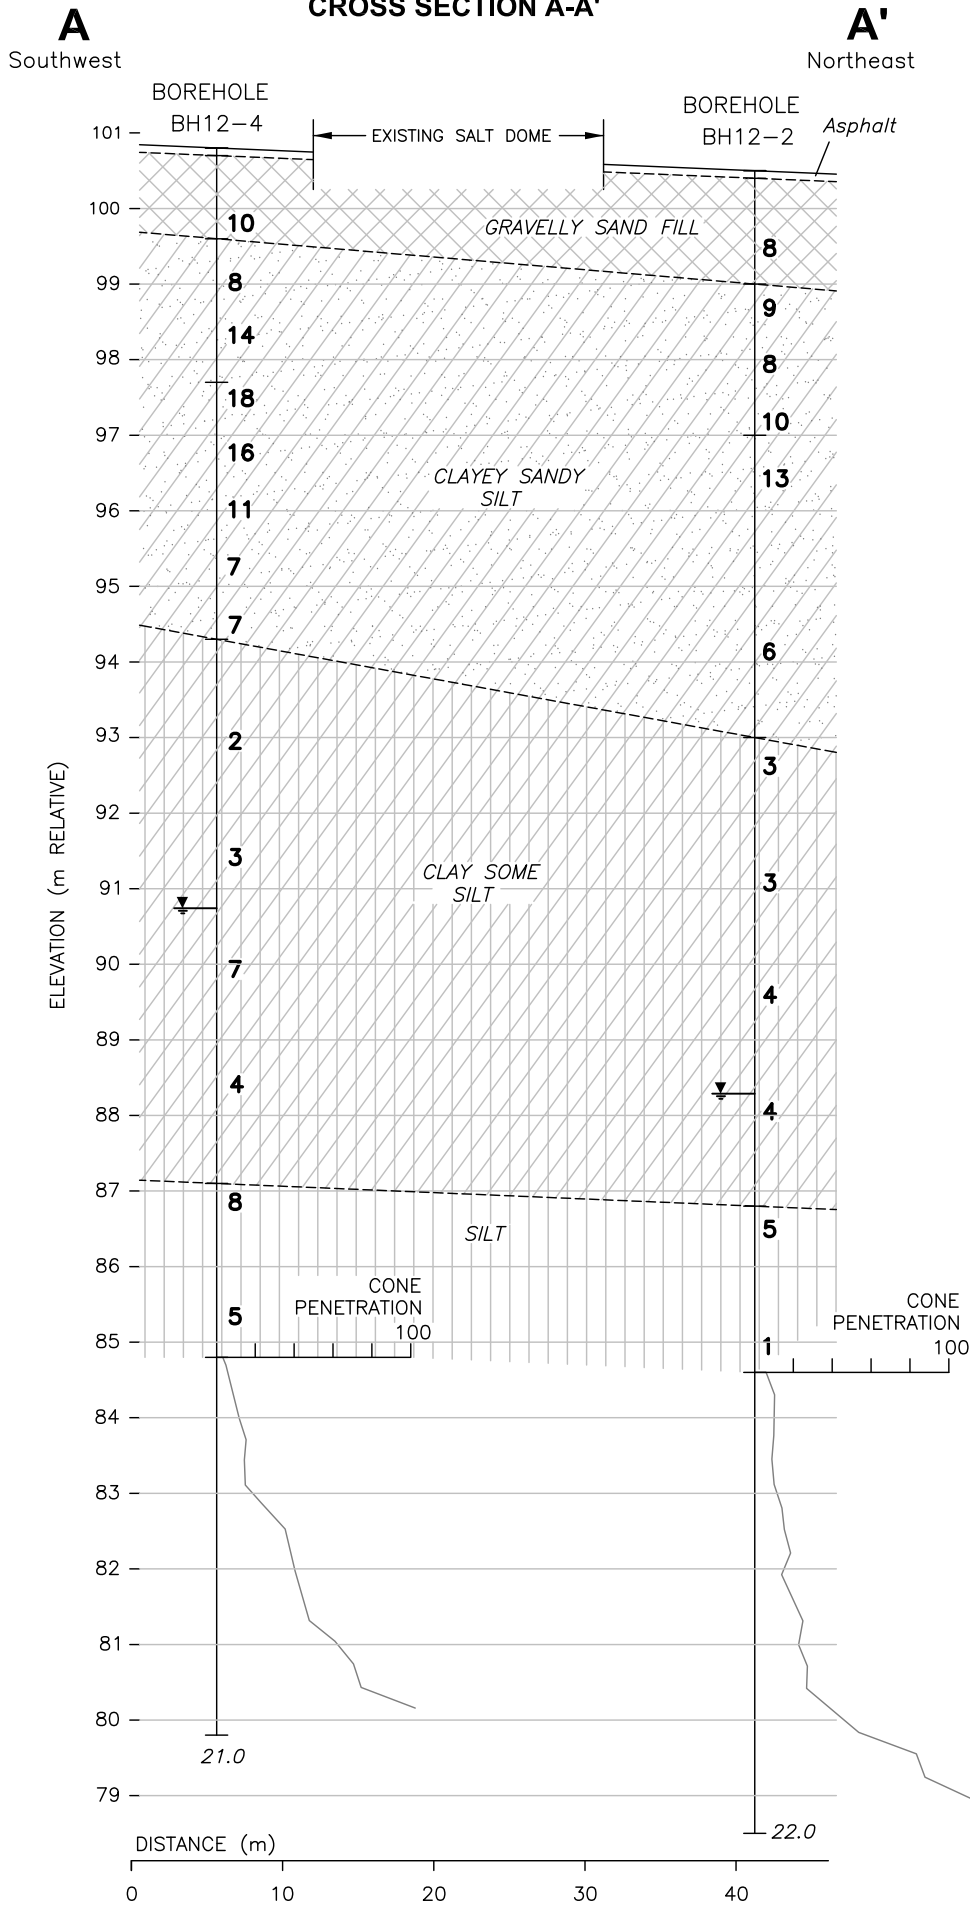 CROSS SECTION A-A'
A
A'
Southwest
Northeast
BOREHOLE
BH12-4
BOREHOLE
BH12-2
Asphalt
EXISTING SALT DOME
101
100
99
98
97
96
95
94
93
92
91
90
89
88
87
86
85
84
83
82
81
80
79
ELEVATION (m RELATIVE)
10
8
14
18
16
11
7
7
2
3
7
4
8
5
GRAVELLY SAND FILL
CLAYEY SANDY
SILT
CLAY SOME
SILT
SILT
8
9
8
10
13
6
3
3
4
4
5
1
CONE
PENETRATION
100
CONE
PENETRATION
100
21.0
22.0
DISTANCE (m)
0 10 20 30 40